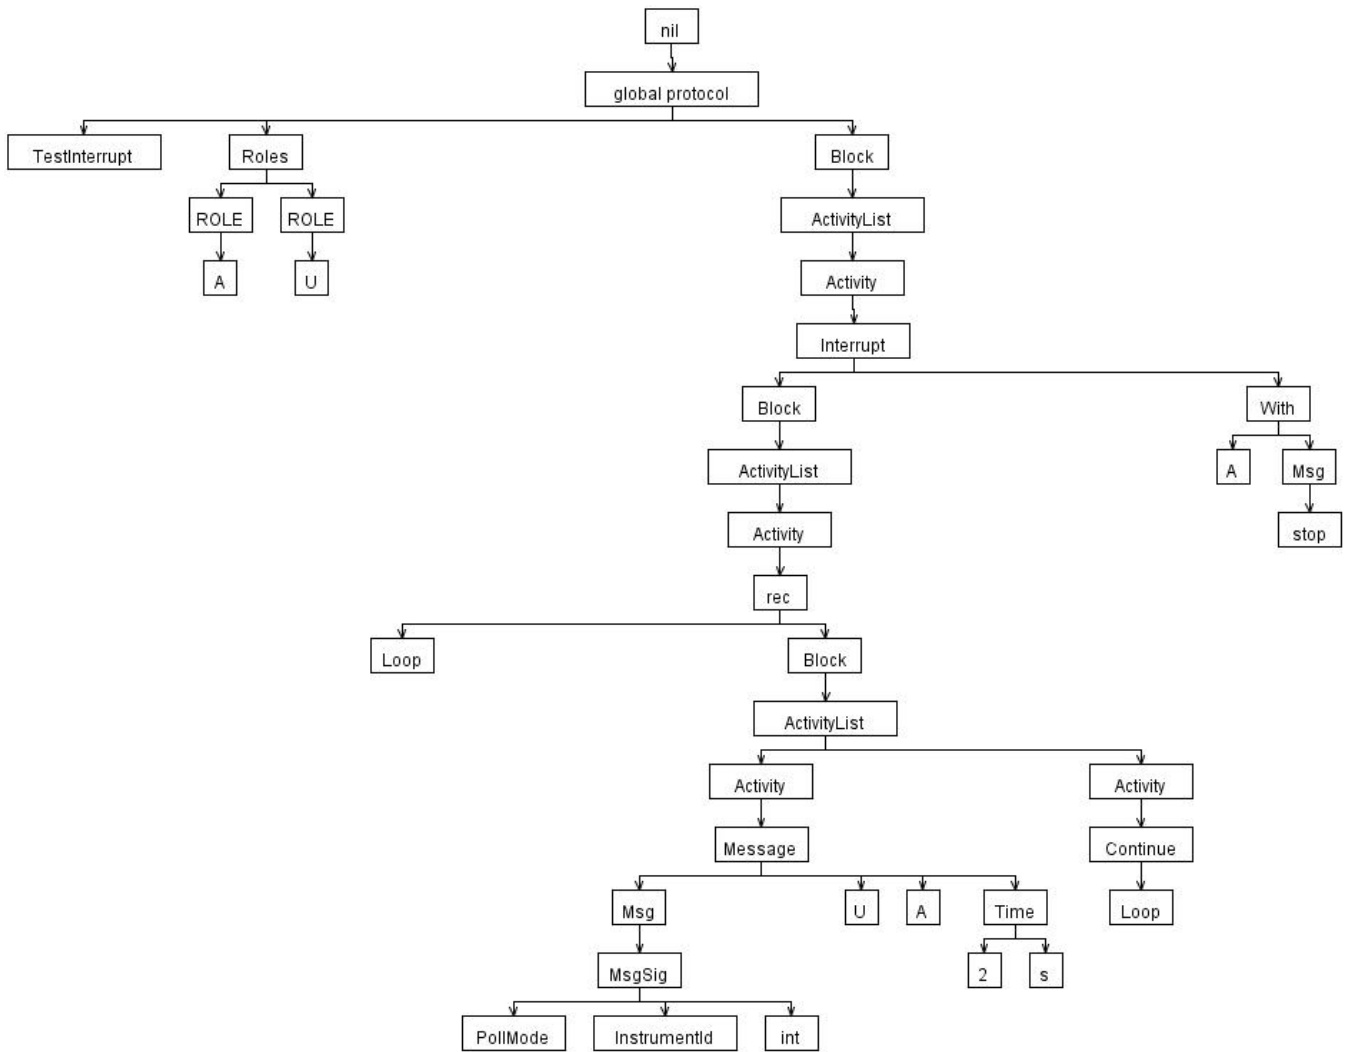 nil
global protocol
TestInterrupt Roles Block
ROLE ROLE ActivityList
A U Activity
Interrupt
Block With
ActivityList A Msg
Activity stop
rec
Loop Block
ActivityList
Activity Activity
Message Continue
Msg U A Time Loop
MsgSig 2 s
PollMode InstrumentId int